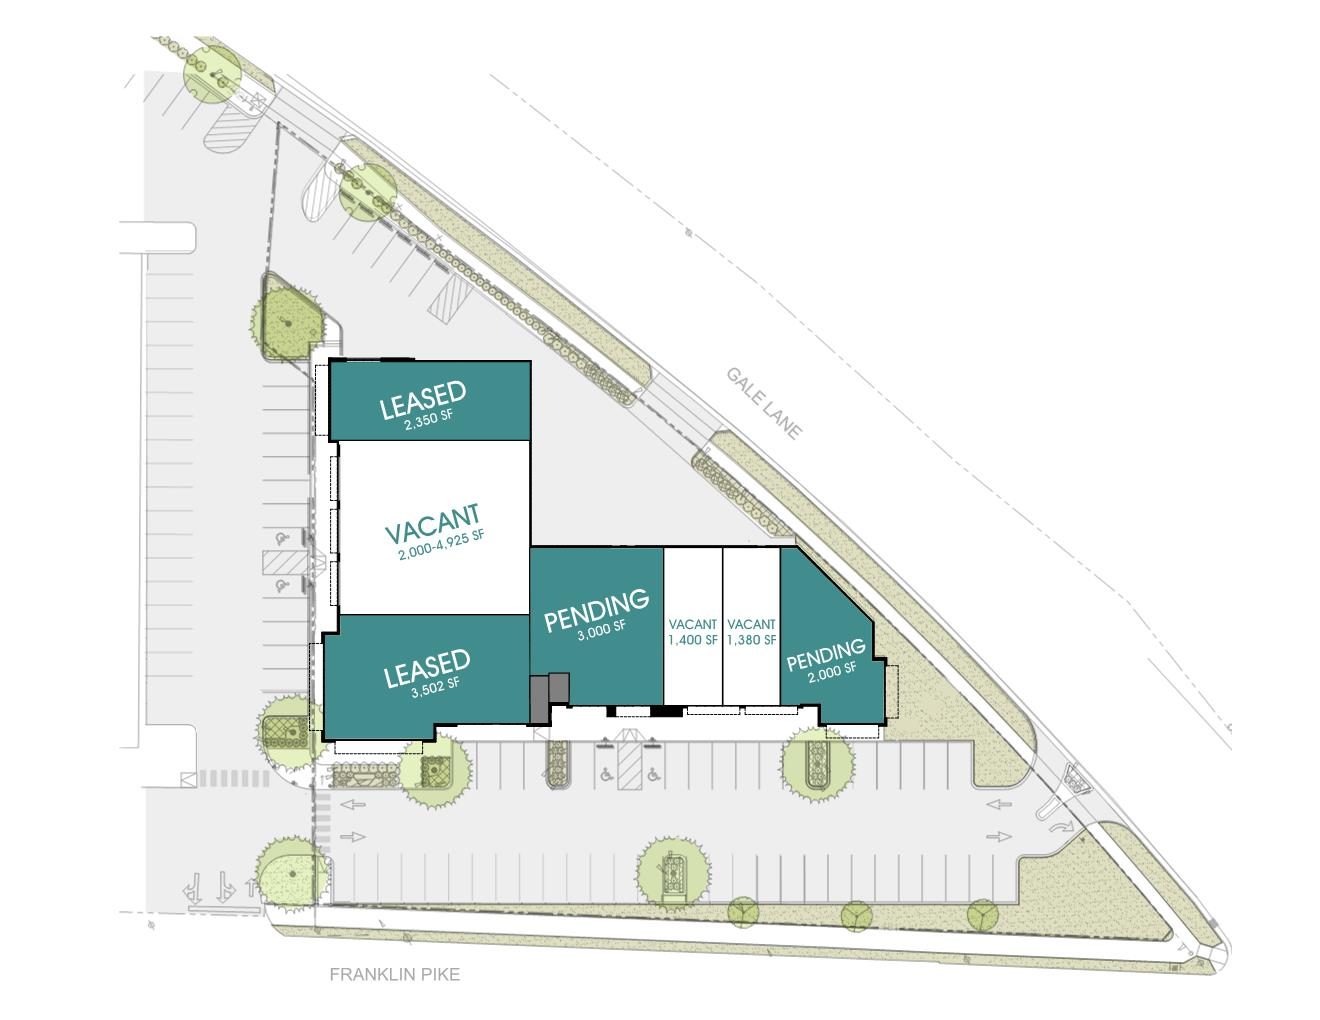 GALE LANE
LEASED
2,350 SF
VACANT
2,000-4,925 SF
PENDING
3,000 SF
VACANT
1,400 SF
VACANT
1,380 SF
PENDING
2,000 SF
LEASED
3,502 SF
FRANKLIN PIKE